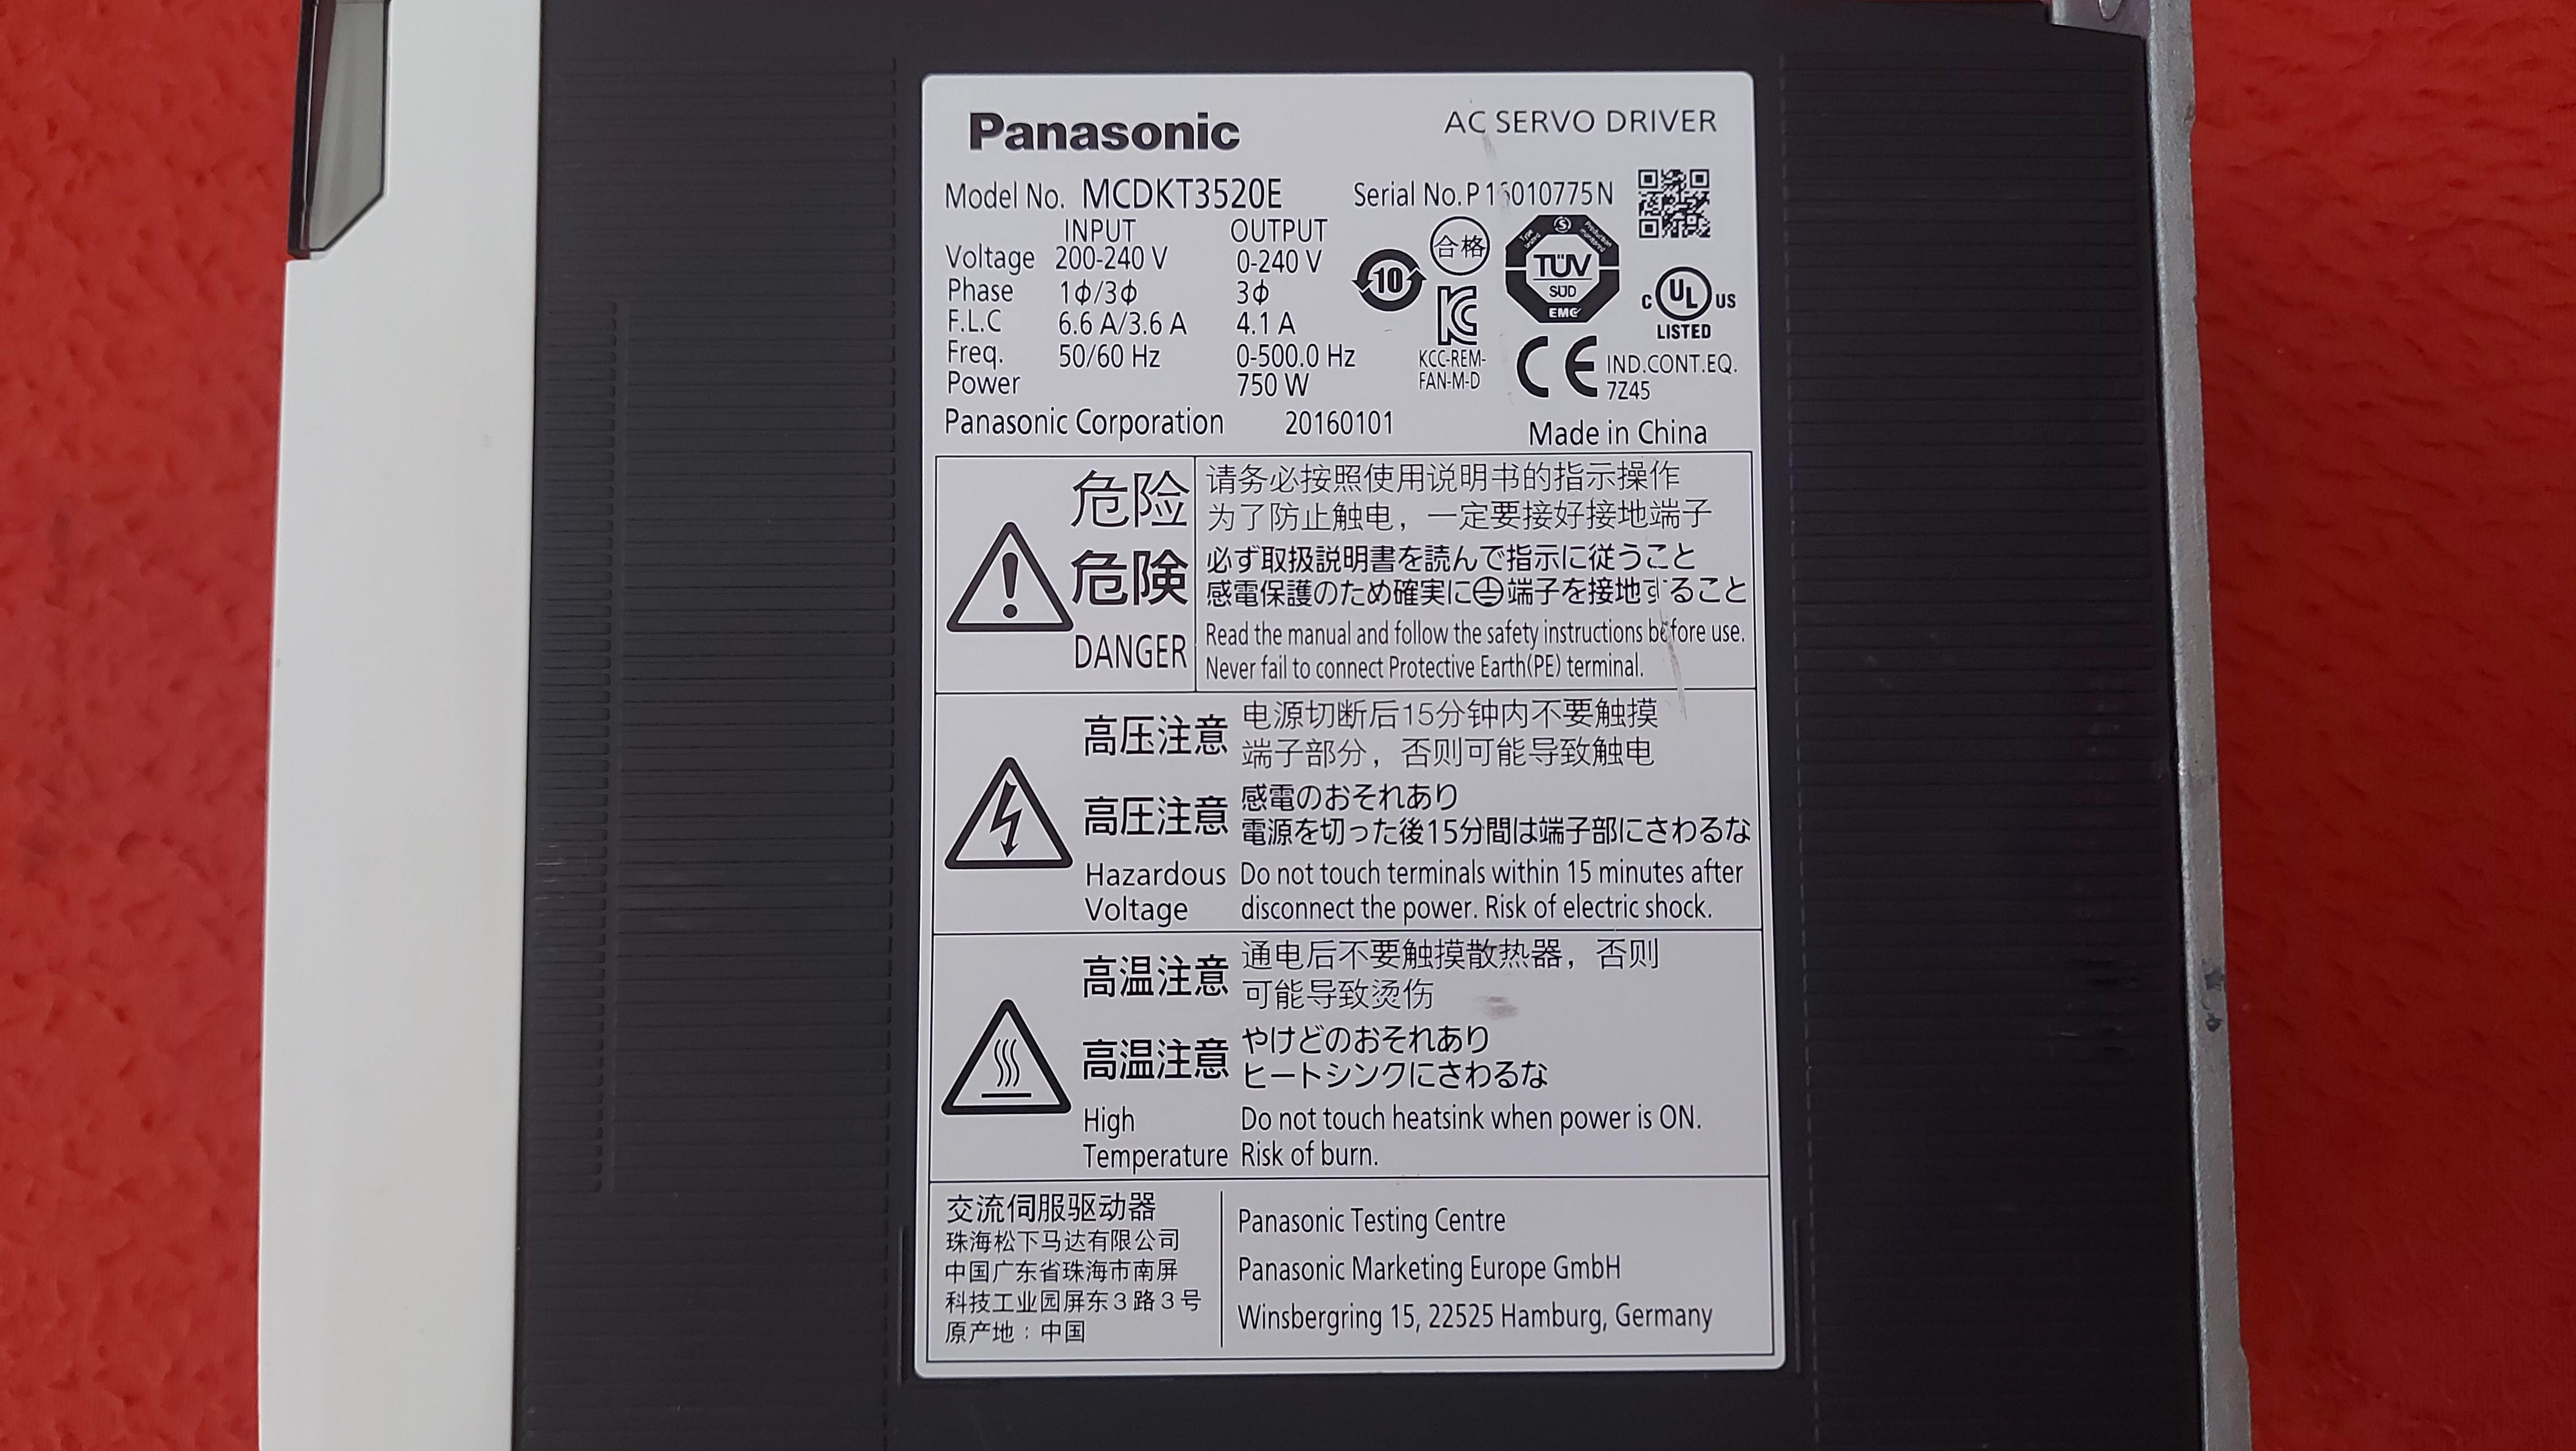 Panasonic
AC SERVO DRIVER
Model No. MCDKT3520E
Serial No. P16010775N
INPUT OUTPUT
Voltage 200-240 V 0-240 V
Phase 1ϕ/3ϕ 3ϕ
F.L.C 6.6 A/3.6 A 4.1 A
Freq. 50/60 Hz 0-500.0 Hz
Power 750 W
10
合格
KC
KCC-REM-
FAN-M-D
Type tested
S
Production monitored
TÜV
SÜD
EMC
C UL US
LISTED
CE
IND.CONT.EQ.
7Z45
Panasonic Corporation 20160101
Made in China
危险
危険
DANGER
请务必按照使用说明书的指示操作
为了防止触电，一定要接好接地端子
必ず取扱説明書を読んで指示に従うこと
感電保護のため確実に⏚端子を接地すること
Read the manual and follow the safety instructions before use.
Never fail to connect Protective Earth(PE) terminal.
高压注意
电源切断后15分钟内不要触摸
端子部分，否则可能导致触电
高圧注意
感電のおそれあり
電源を切った後15分間は端子部にさわるな
Hazardous
Voltage
Do not touch terminals within 15 minutes after
disconnect the power. Risk of electric shock.
高温注意
通电后不要触摸散热器，否则
可能导致烫伤
高温注意
やけどのおそれあり
ヒートシンクにさわるな
High
Temperature
Do not touch heatsink when power is ON.
Risk of burn.
交流伺服驱动器
珠海松下马达有限公司
中国广东省珠海市南屏
科技工业园屏东3路3号
原产地：中国
Panasonic Testing Centre
Panasonic Marketing Europe GmbH
Winsbergring 15, 22525 Hamburg, Germany